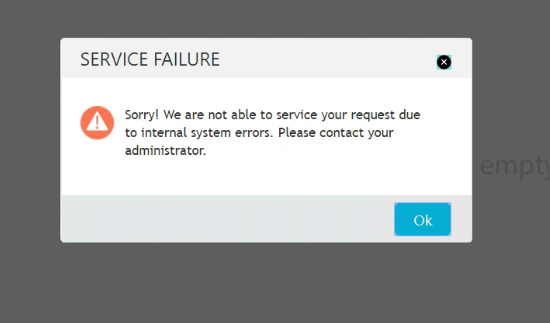 SERVICE FAILURE
Sorry! We are not able to service your request due
to internal system errors. Please contact your
administrator.
empty
Ok